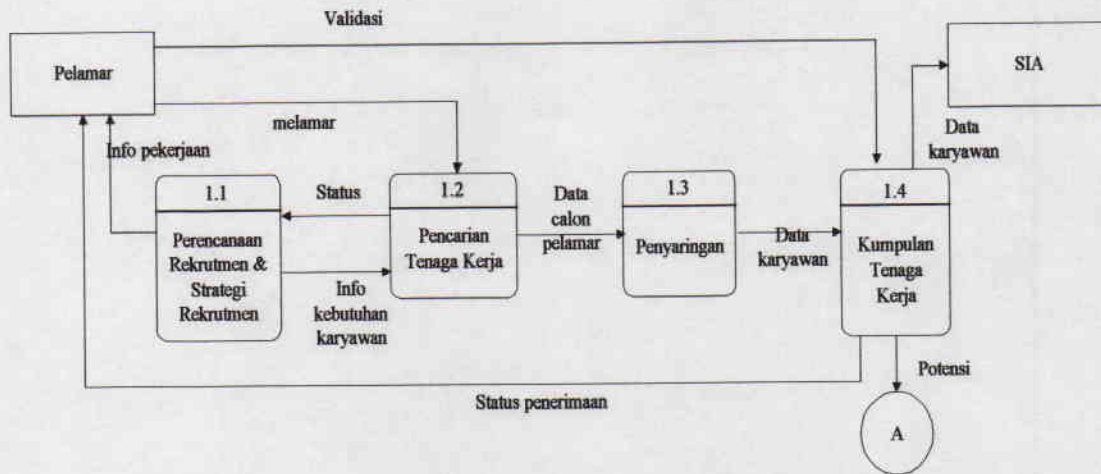 Validasi
Pelamar
SIA
melamar
Data
karyawan
Info pekerjaan
1.1
Perencanaan
Rekrutmen &
Strategi
Rekrutmen
Status
Info
kebutuhan
karyawan
1.2
Pencarian
Tenaga Kerja
Data
calon
pelamar
1.3
Penyaringan
Data
karyawan
1.4
Kumpulan
Tenaga
Kerja
Potensi
Status penerimaan
A